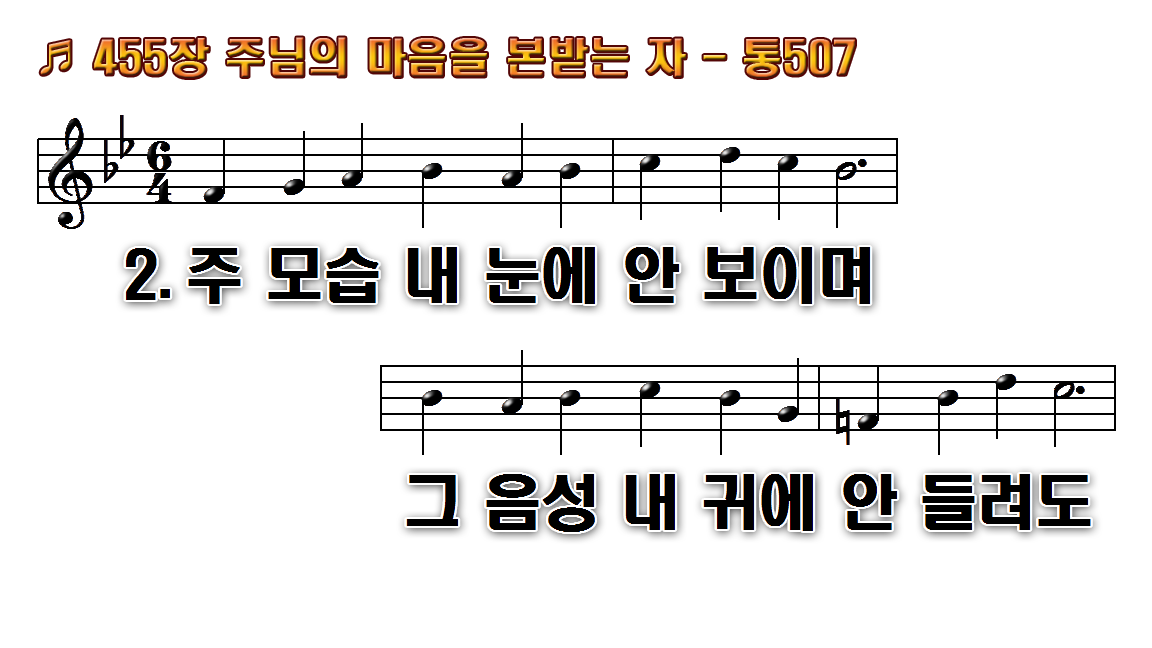 ♬ 455장 주님의 마음을 본받는 자 - 통507
6
4
2. 주 모습 내 눈에 안 보이며
그 음성 내 귀에 안 들려도